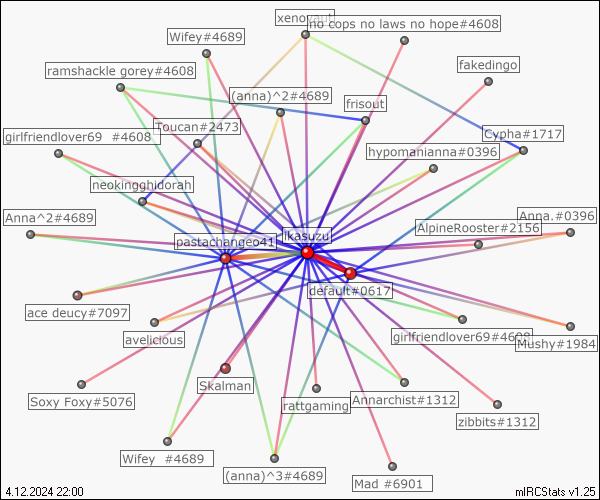 xenovault
no cops no laws no hope#4608
Wifey#4689
fakedingo
ramshackle gorey#4608
(anna)^2#4689
frisout
Toucan#2473
girlfriendlover69 #4608
Cypha#1717
hypomanianna#0396
neokingghidorah
Anna^2#4689
Anna.#0396
AlpineRooster#2156
pastachangeo41
ikasuzu
default#0617
ace deucy#7097
avelicious
girlfriendlover69#4608
Mushy#1984
Skalman
Soxy Foxy#5076
rattgaming
Annarchist#1312
zibbits#1312
Wifey #4689
(anna)^3#4689
Mad #6901
4.12.2024 22:00
mIRCStats v1.25